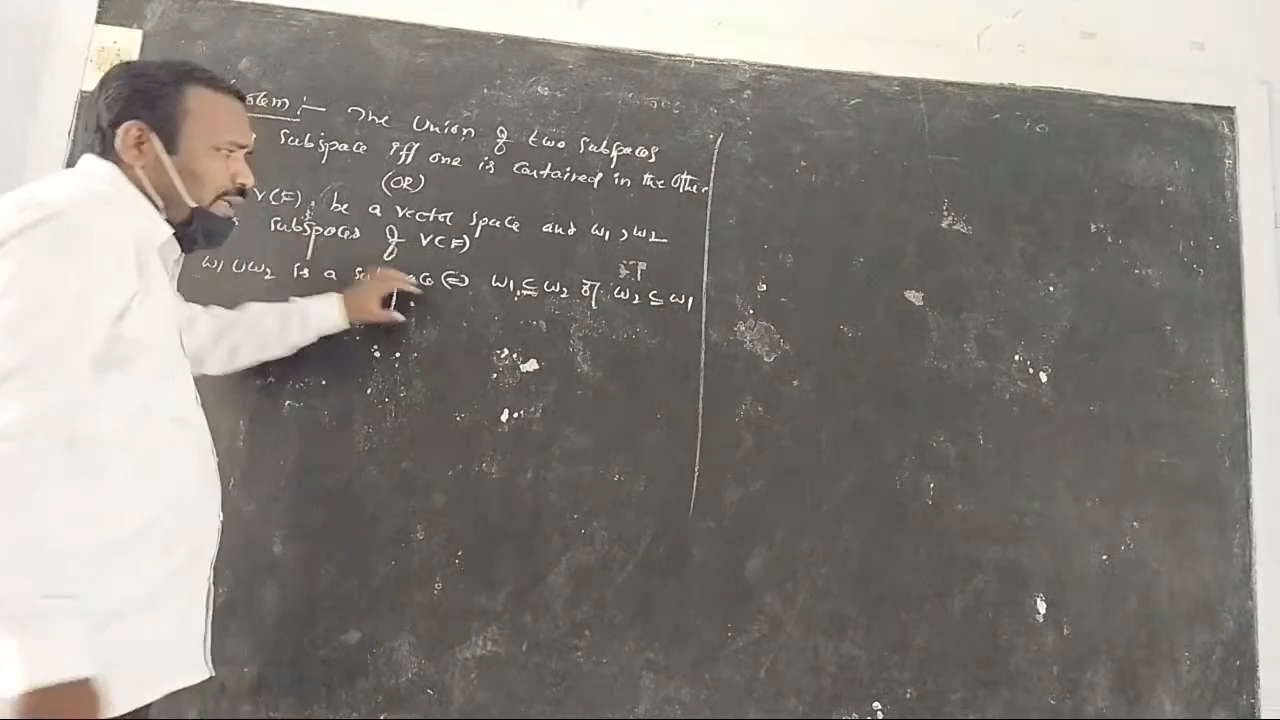 :- The Union of two Subspaces
Subspace iff one is contained in the other
(OR)
V(F) be a vector space and W1, W2
Subspaces of V(F)
W1 ∪ W2 is a ⇔ W1 ⊆ W2 or W2 ⊆ W1